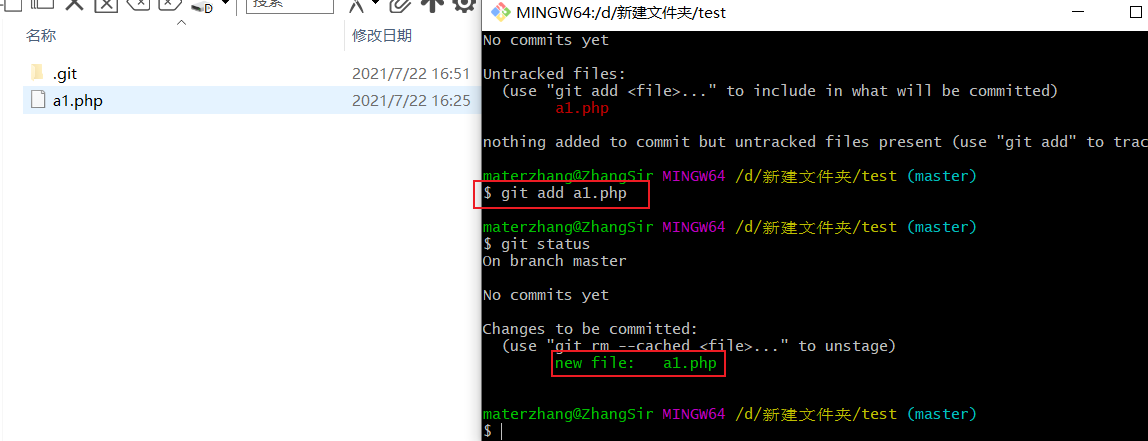 搜索
名称
修改日期
.git
2021/7/22 16:51
a1.php
2021/7/22 16:25
MINGW64:/d/新建文件夹/test
No commits yet
Untracked files:
(use "git add <file>..." to include in what will be committed)
a1.php
nothing added to commit but untracked files present (use "git add" to trac
materzhang@ZhangSir MINGW64 /d/新建文件夹/test (master)
$ git add a1.php
materzhang@ZhangSir MINGW64 /d/新建文件夹/test (master)
$ git status
On branch master
No commits yet
Changes to be committed:
(use "git rm --cached <file>..." to unstage)
new file:   a1.php
materzhang@ZhangSir MINGW64 /d/新建文件夹/test (master)
$